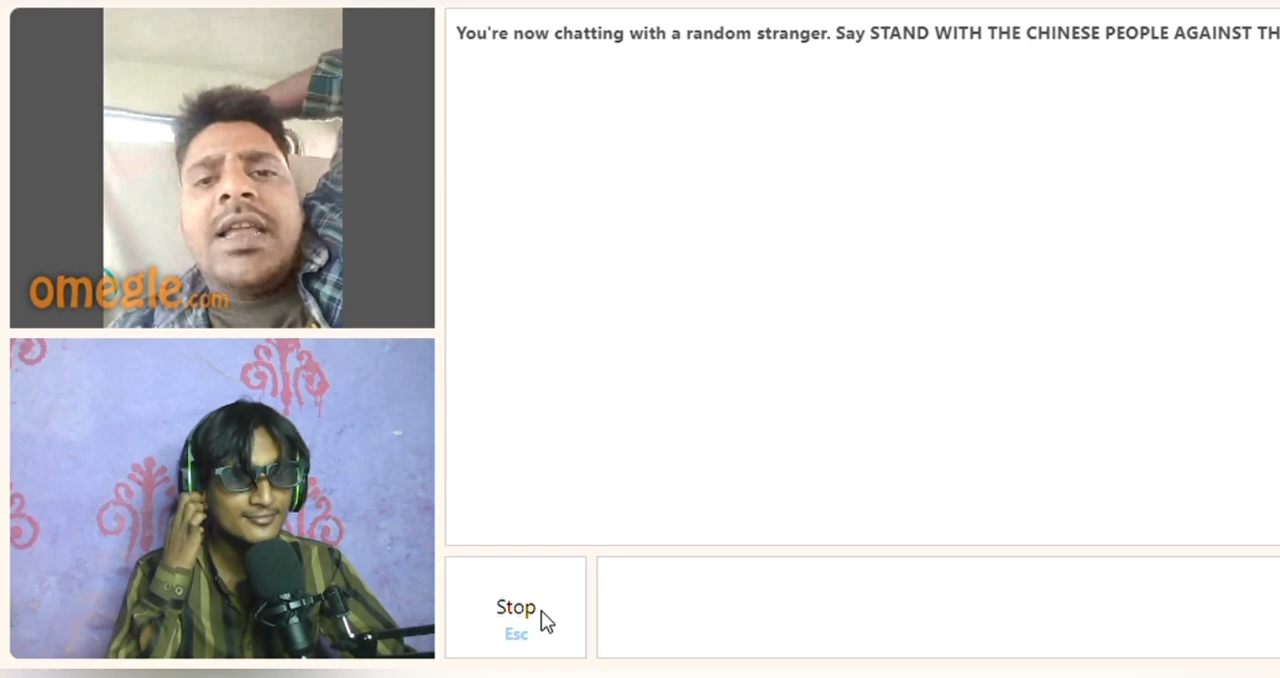 You're now chatting with a random stranger. Say STAND WITH THE CHINESE PEOPLE AGAINST TH
omegle.com
Stop
Esc